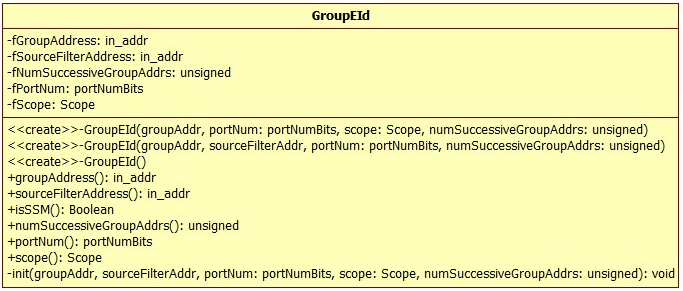 GroupEId
-fGroupAddress: in_addr
-fSourceFilterAddress: in_addr
-fNumSuccessiveGroupAddrs: unsigned
-fPortNum: portNumBits
-fScope: Scope
<<create>>-GroupEId(groupAddr, portNum: portNumBits, scope: Scope, numSuccessiveGroupAddrs: unsigned)
<<create>>-GroupEId(groupAddr, sourceFilterAddr, portNum: portNumBits, numSuccessiveGroupAddrs: unsigned)
<<create>>-GroupEId()
+groupAddress(): in_addr
+sourceFilterAddress(): in_addr
+isSSM(): Boolean
+numSuccessiveGroupAddrs(): unsigned
+portNum(): portNumBits
+scope(): Scope
-init(groupAddr, sourceFilterAddr, portNum: portNumBits, scope: Scope, numSuccessiveGroupAddrs: unsigned): void